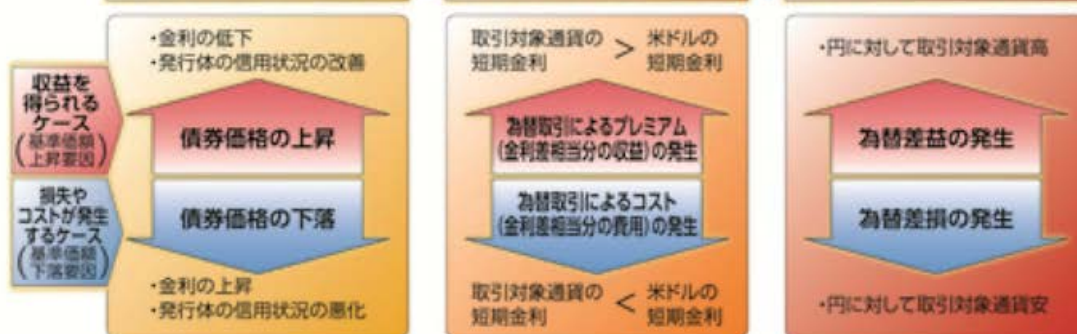 収益を
得られる
ケース
(基準価額
上昇要因)
損失や
コストが発生
するケース
(基準価額
下落要因)
・金利の低下
・発行体の信用状況の改善
債券価格の上昇
債券価格の下落
・金利の上昇
・発行体の信用状況の悪化
取引対象通貨の
短期金利
>
米ドルの
短期金利
為替取引によるプレミアム
(金利差相当分の収益)の発生
為替取引によるコスト
(金利差相当分の費用)の発生
取引対象通貨の
短期金利
<
米ドルの
短期金利
・円に対して取引対象通貨高
為替差益の発生
為替差損の発生
・円に対して取引対象通貨安